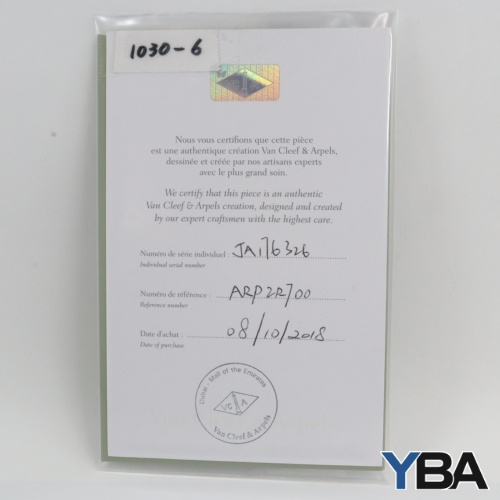 1030-6
Nous vous certifions que cette pièce
est une authentique création Van Cleef & Arpels,
dessinée et créée par nos artisans experts
avec le plus grand soin.
We certify that this piece is an authentic
Van Cleef & Arpels creation, designed and created
by our expert craftsmen with the highest care.
Numéro de série individuel : JA176326
Individual serial number
Numéro de référence : ARP2R700
Reference number
Date d'achat : 08/10/2018
Date of purchase
Dubai - Mall of the Emirates
VC A
Van Cleef & Arpels
YBA